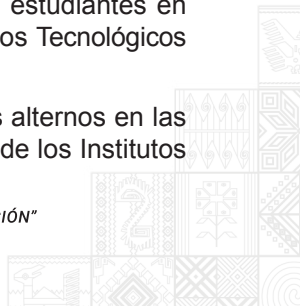 estudiantes en
os Tecnológicos
s alternos en las
de los Institutos
IÓN”